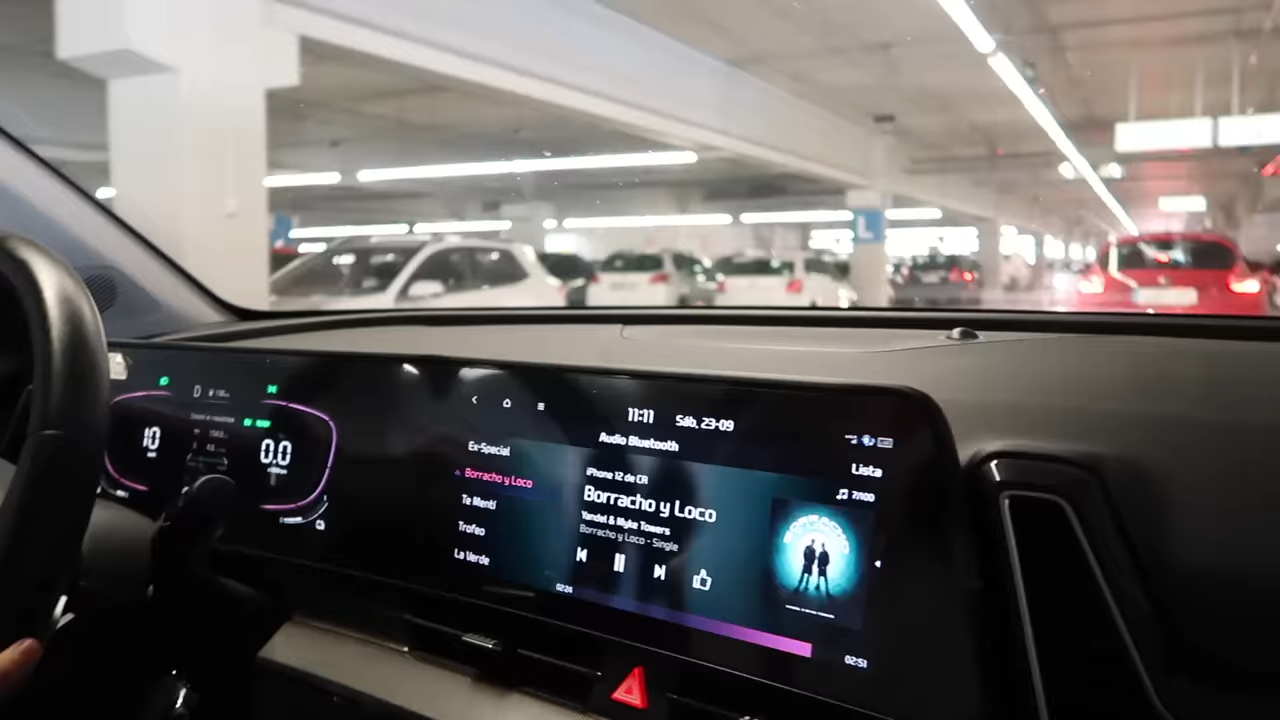 L
D
10
0.0
11:11
Sáb, 23-09
Audio Bluetooth
Lista
7/100
Ex-Special
Borracho y Loco
Te Mentí
Trofeo
La Verde
iPhone 12 de CR
Borracho y Loco
Yandel & Myke Towers
Borracho y Loco - Single
02:24
02:51